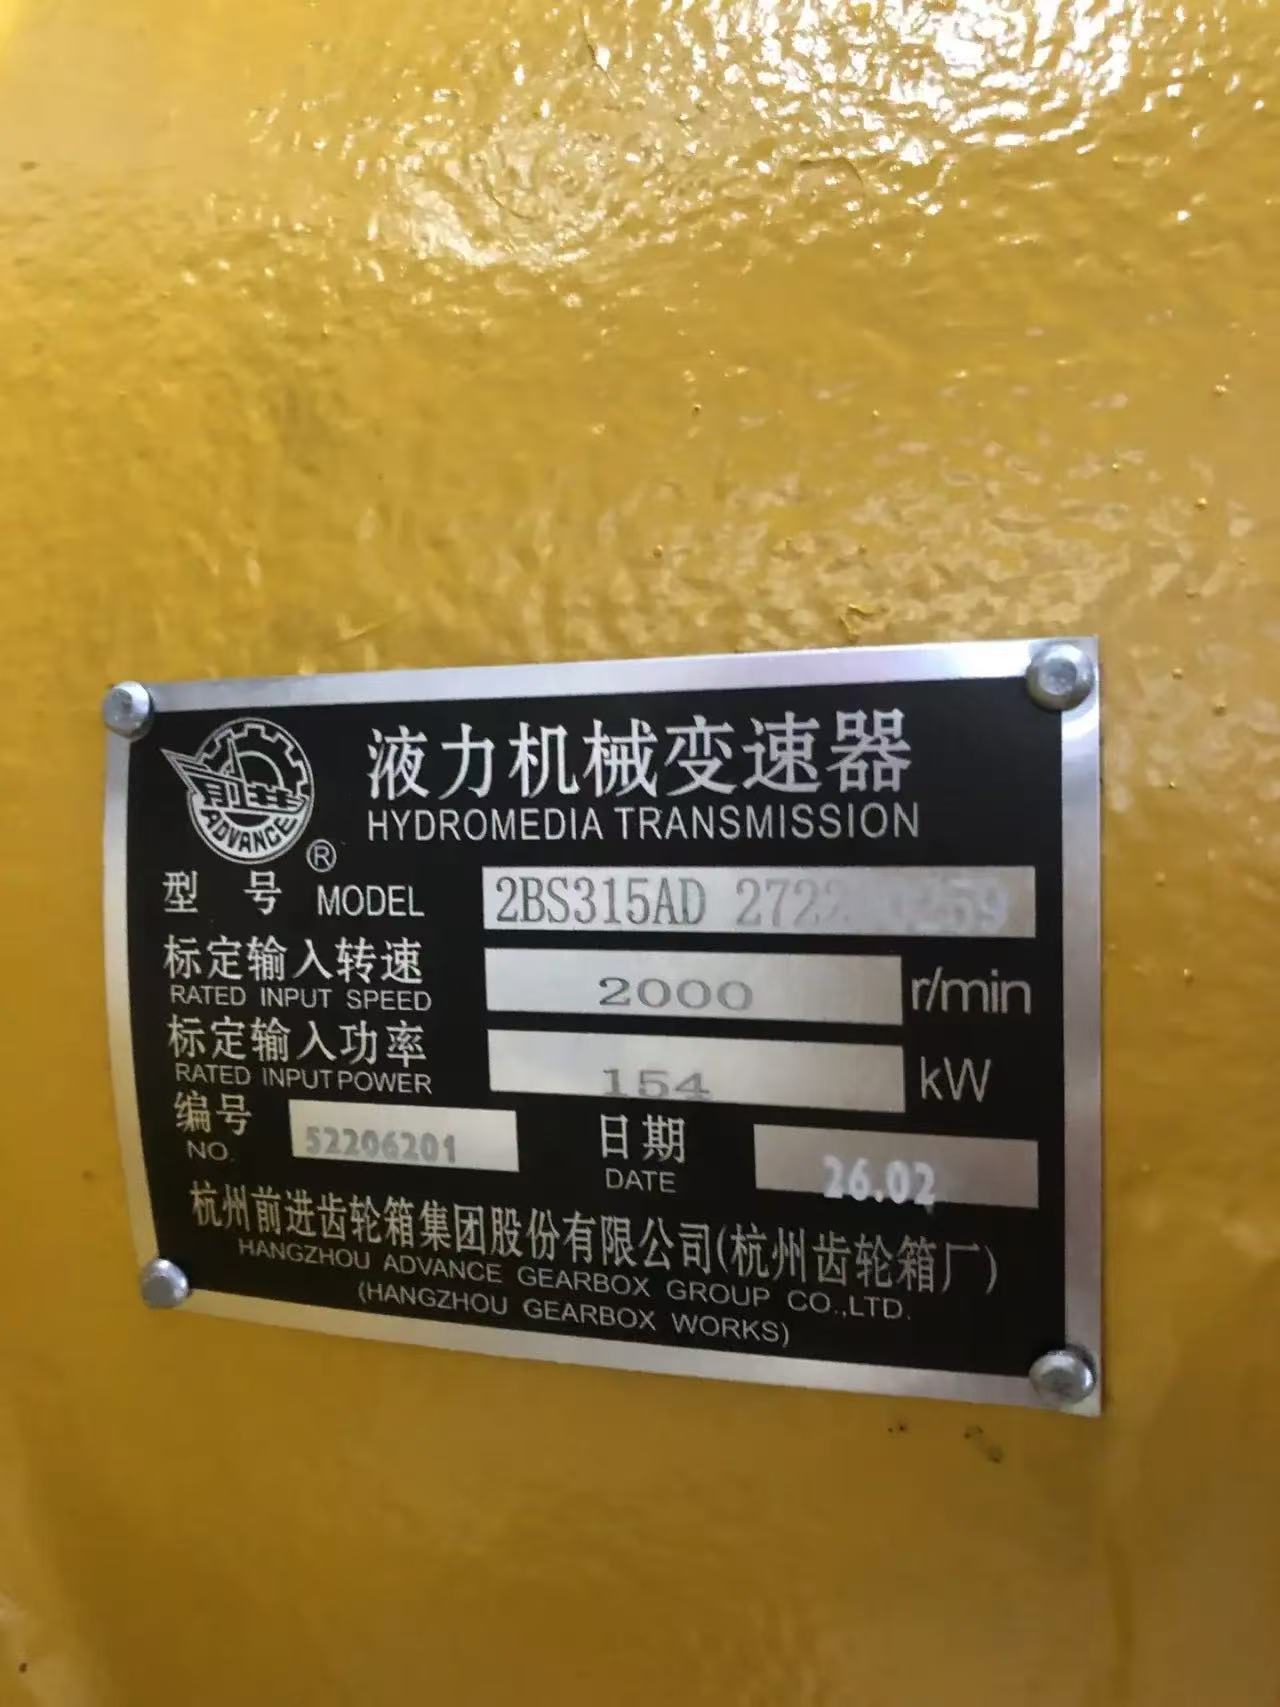 液力机械变速器
HYDROMEDIA TRANSMISSION
前进
ADVANCE
®
型 号 MODEL 2BS315AD
标定输入转速 2000 r/min
RATED INPUT SPEED
标定输入功率 154 kW
RATED INPUT POWER
编号 52206201 日期 26.02
NO. DATE
杭州前进齿轮箱集团股份有限公司(杭州齿轮箱厂)
HANGZHOU ADVANCE GEARBOX GROUP CO.,LTD.
(HANGZHOU GEARBOX WORKS)